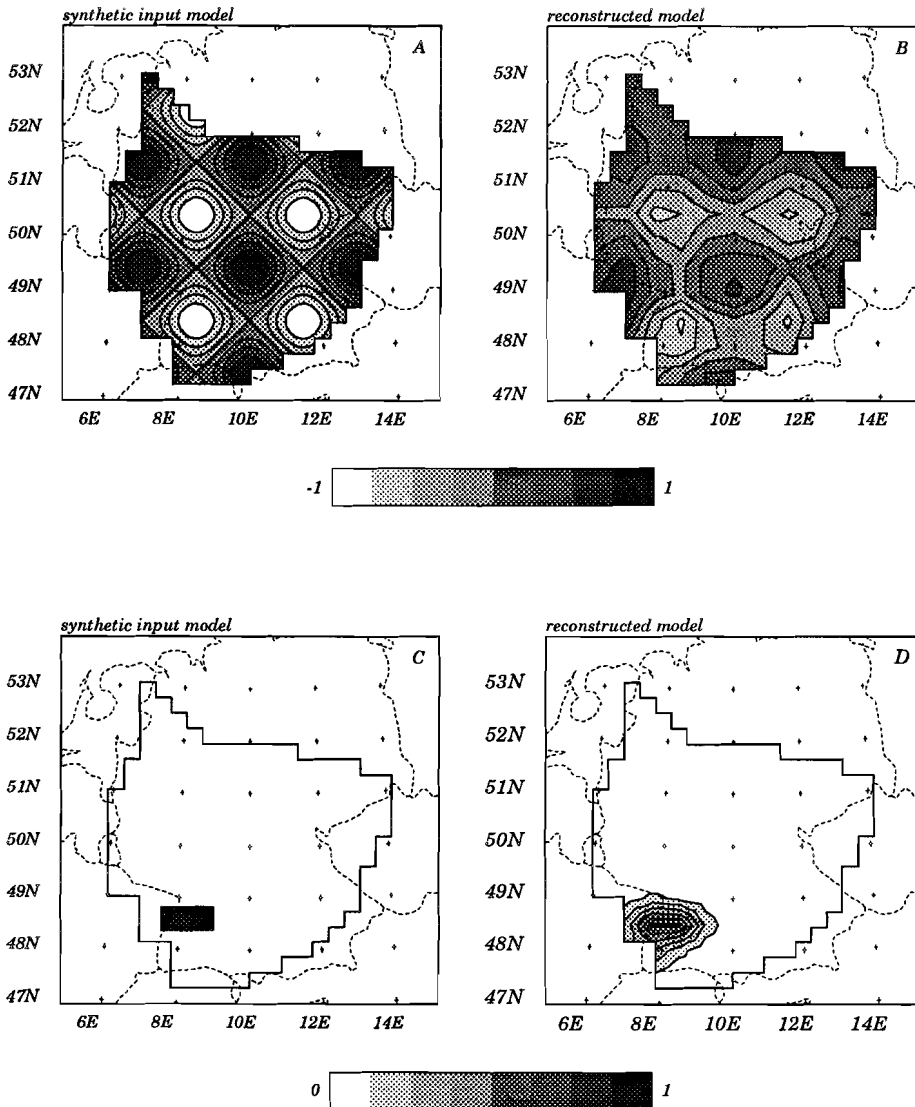 synthetic input model
reconstructed model
A
B
53N
52N
51N
50N
49N
48N
47N
53N
52N
51N
50N
49N
48N
47N
6E 8E 10E 12E 14E
6E 8E 10E 12E 14E
-1 1
synthetic input model
reconstructed model
C
D
53N
52N
51N
50N
49N
48N
47N
53N
52N
51N
50N
49N
48N
47N
6E 8E 10E 12E 14E
6E 8E 10E 12E 14E
0 1